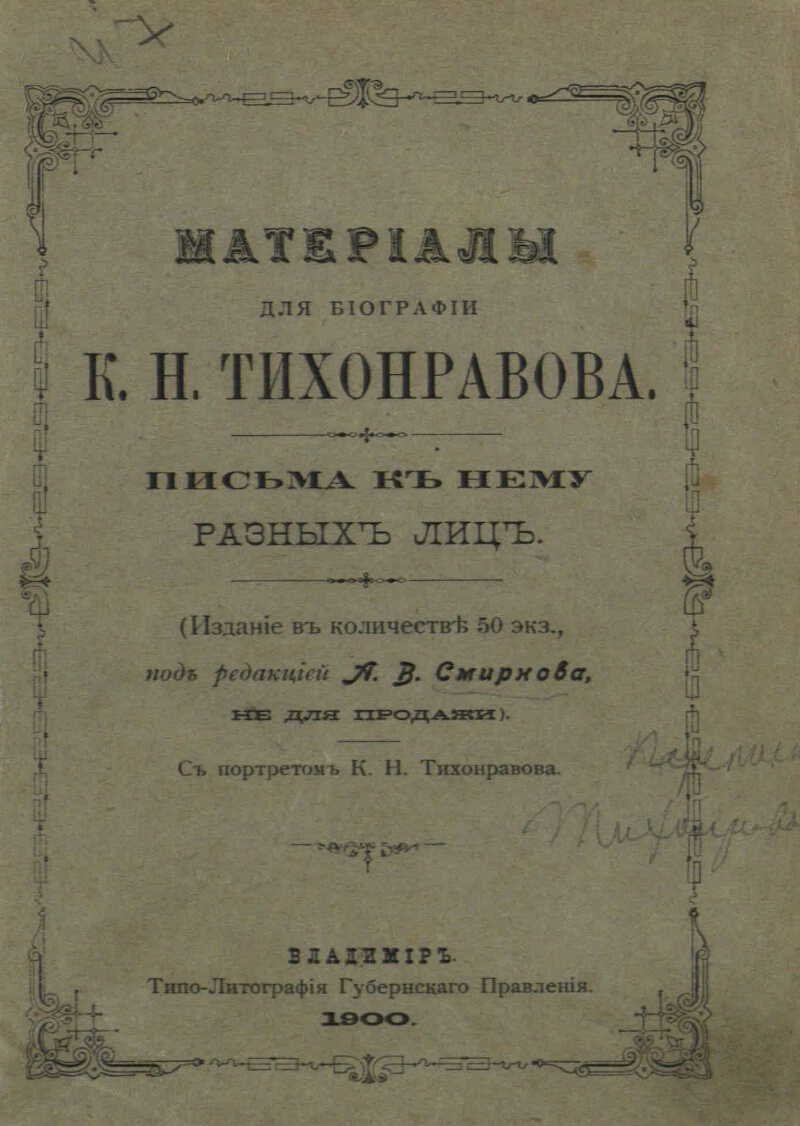 МАТЕРІАЛЫ
ДЛЯ БІОГРАФІИ
К. Н. ТИХОНРАВОВА.
ПИСЬМА КЪ НЕМУ
РАЗНЫХЪ ЛИЦЪ.
(Изданіе въ количествѣ 50 экз.,
подъ редакціей А. В. Смирнова,
НЕ ДЛЯ ПРОДАЖИ).
Съ портретомъ К. Н. Тихонравова.
ВЛАДИМІРЪ.
Типо-Литографія Губернскаго Правленія.
1900.